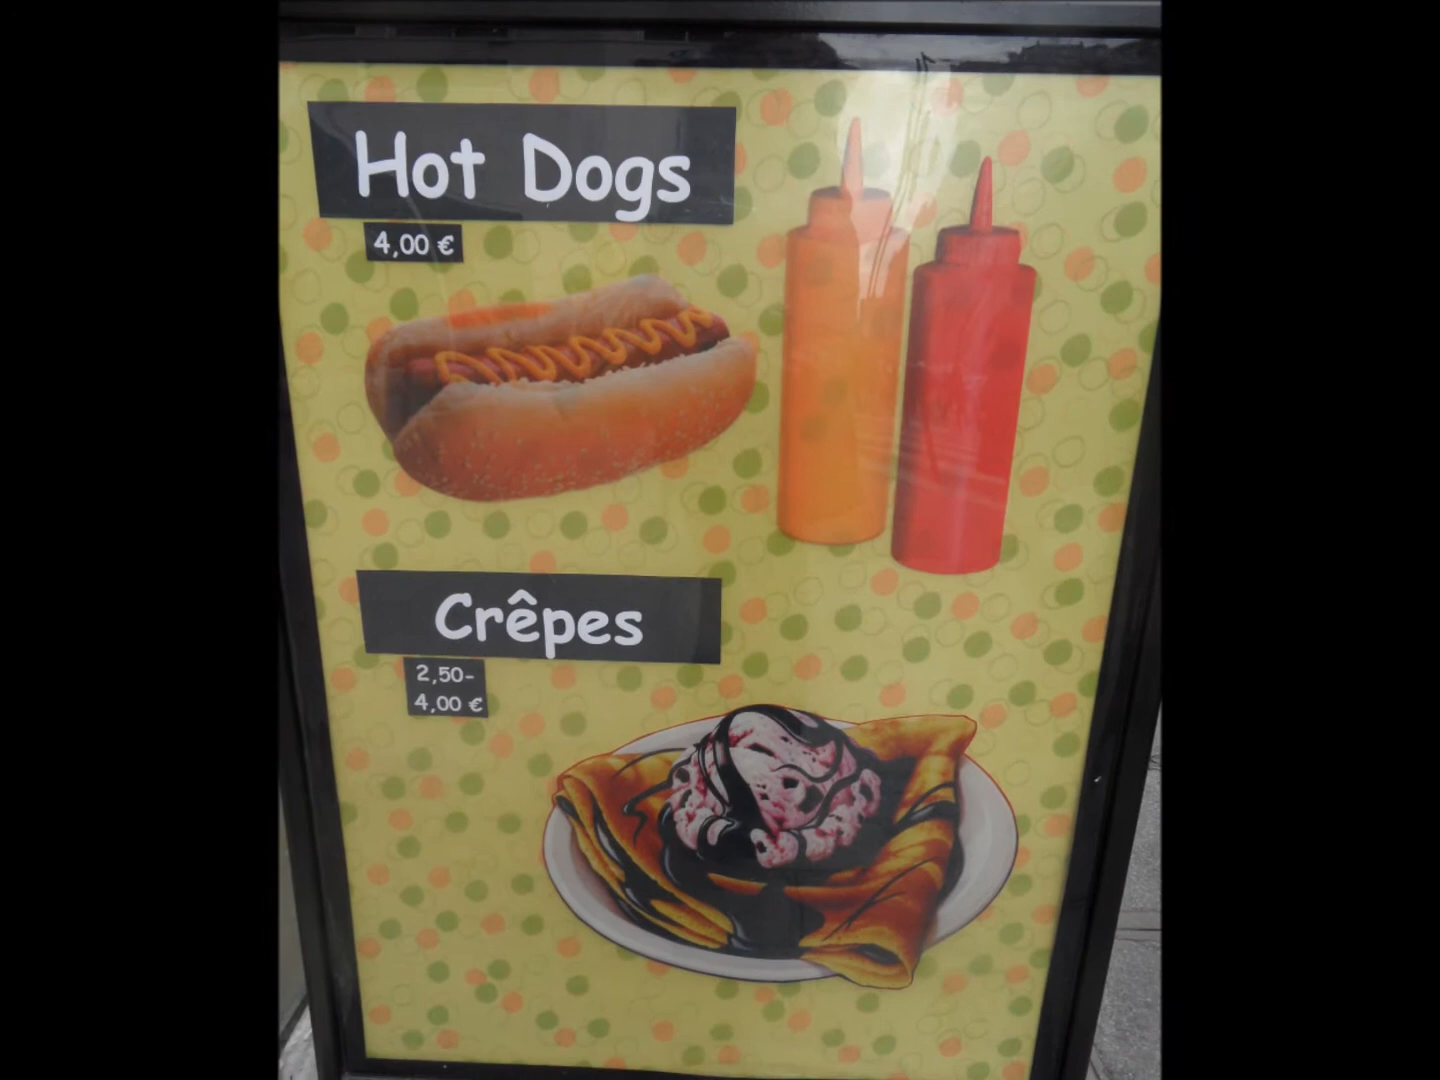 Hot Dogs
4,00 €
Crêpes
2,50-
4,00 €